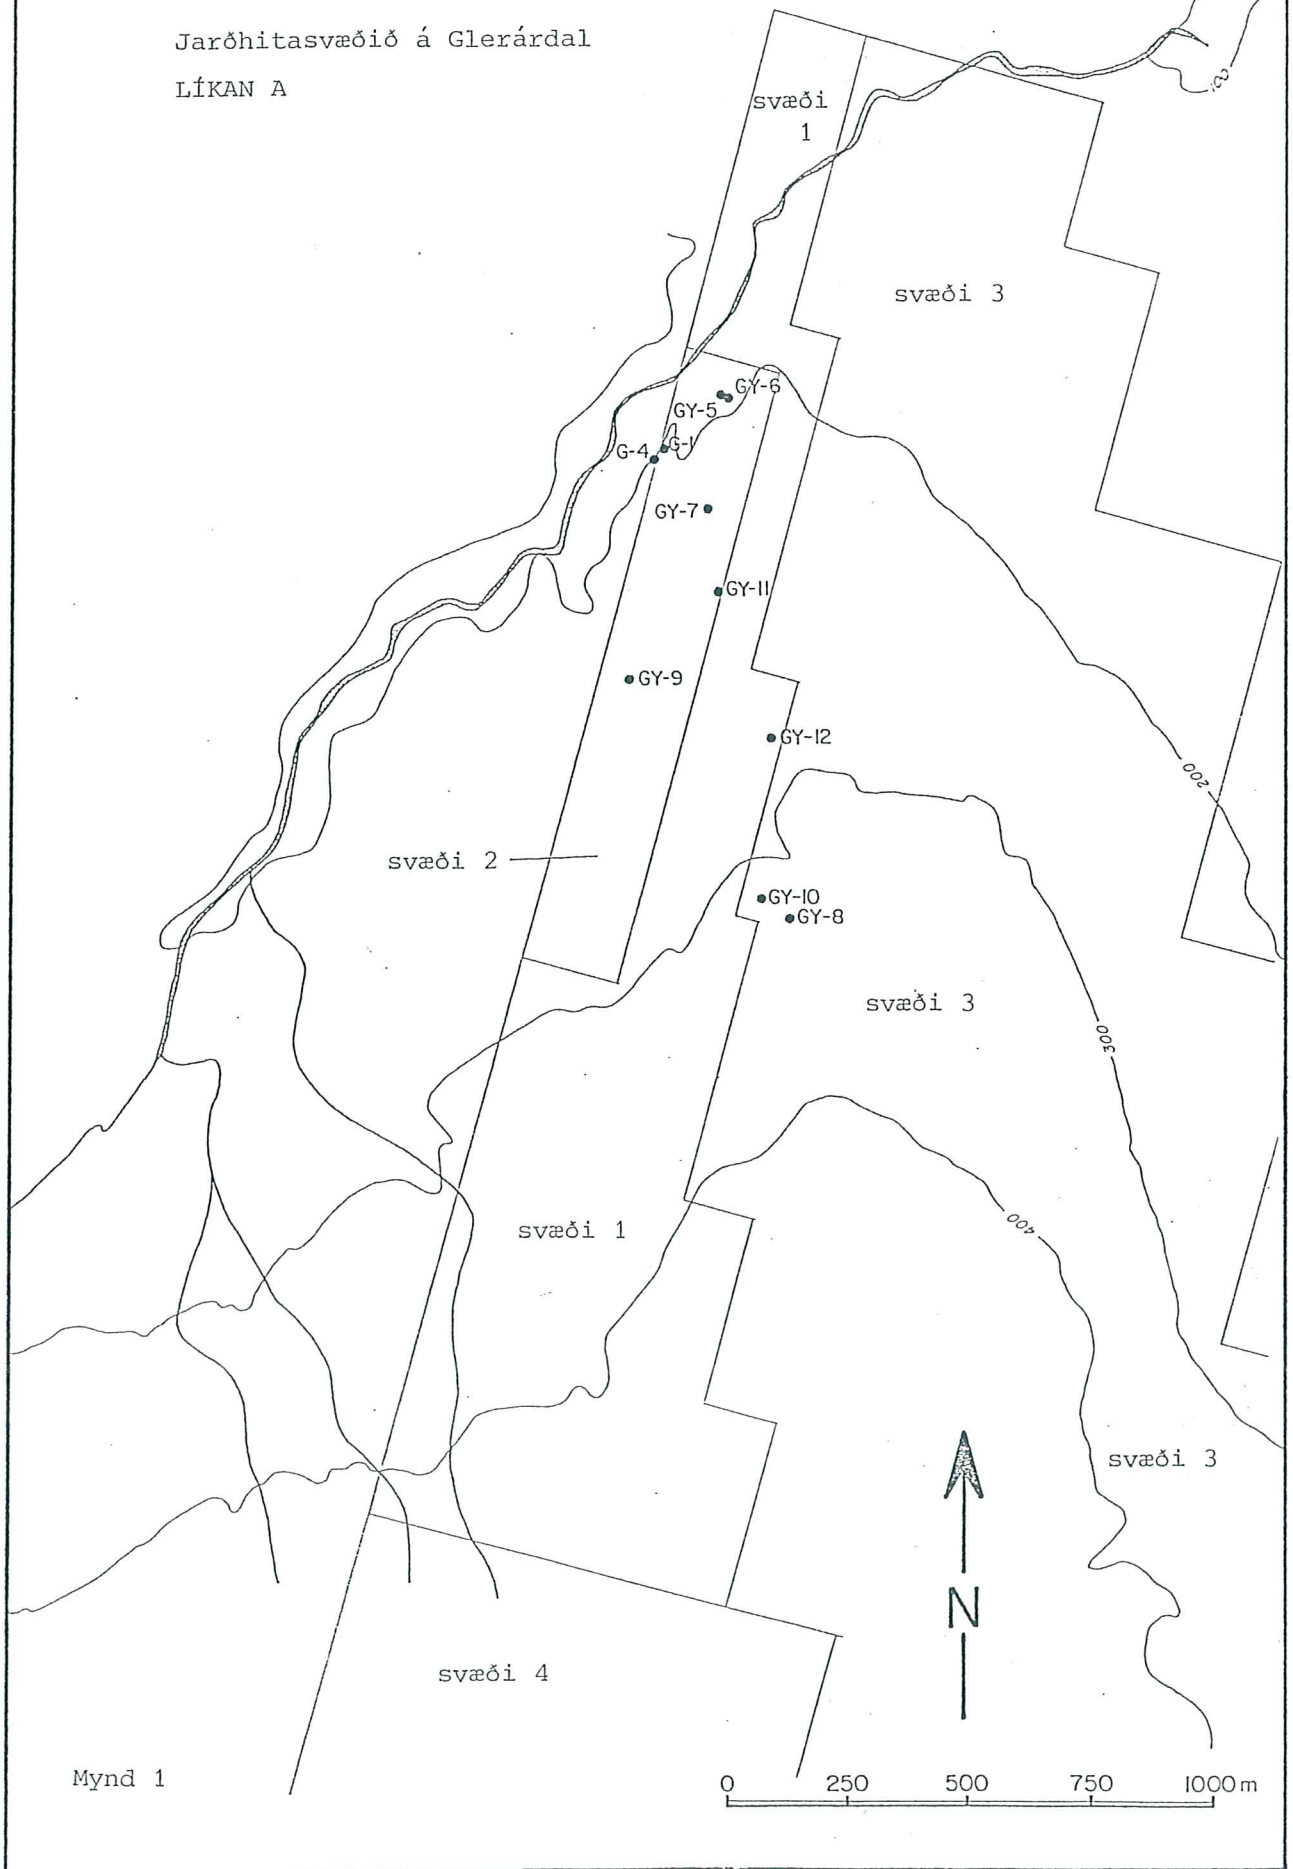 Jarðhitasvæðið á Glerárdal
LÍKAN A
100
svæði
1
svæði 3
GY-6
GY-5
G-1
G-4
GY-7
GY-11
GY-9
GY-12
200
svæði 2
GY-10
GY-8
svæði 3
300
400
svæði 1
svæði 3
N
svæði 4
Mynd 1
0 250 500 750 1000m